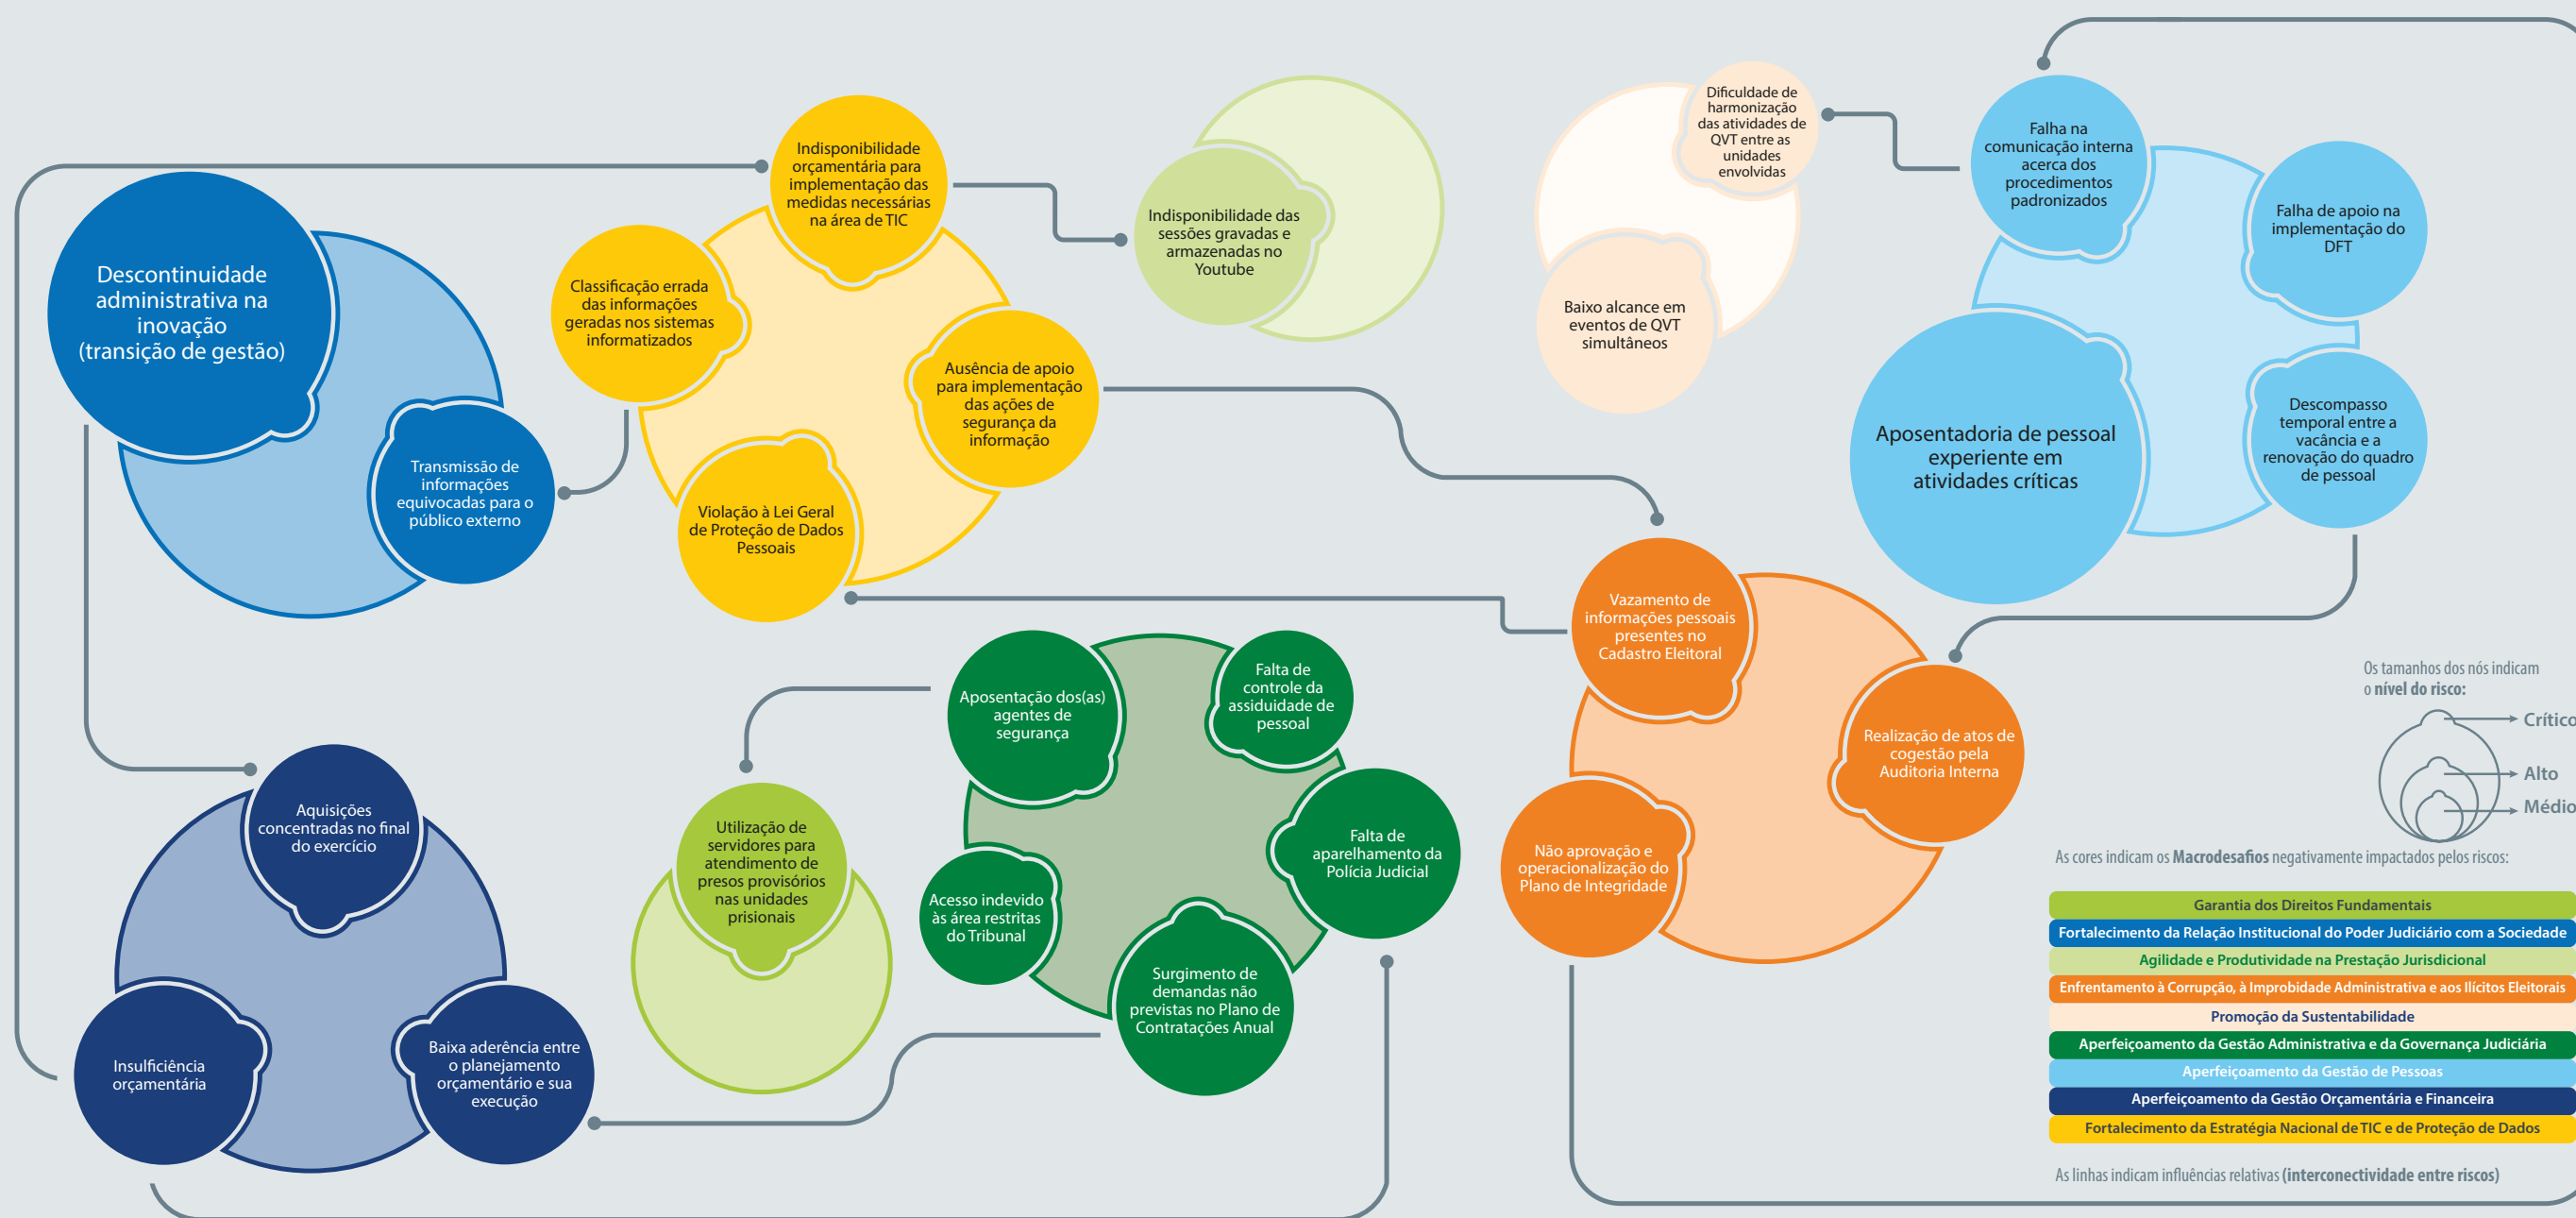 Descontinuidade
administrativa na
inovação
(transição de gestão)
Transmissão de
informações
equivocadas para o
público externo
Classificação errada
das informações
geradas nos sistemas
informatizados
Indisponibilidade
orçamentária para
implementação das
medidas necessárias
na área de TIC
Ausência de apoio
para implementação
das ações de
segurança da
informação
Violação à Lei Geral
de Proteção de Dados
Pessoais
Indisponibilidade das
sessões gravadas e
armazenadas no
Youtube
Dificuldade de
harmonização
das atividades de
QVT entre as
unidades
envolvidas
Baixo alcance em
eventos de QVT
simultâneos
Falha na
comunicação interna
acerca dos
procedimentos
padronizados
Falha de apoio na
implementação do
DFT
Aposentadoria de pessoal
experiente em
atividades críticas
Descompasso
temporal entre a
vacância e a
renovação do quadro
de pessoal
Vazamento de
informações pessoais
presentes no
Cadastro Eleitoral
Realização de atos de
cogestão pela
Auditoria Interna
Não aprovação e
operacionalização do
Plano de Integridade
Aposentação dos(as)
agentes de
segurança
Falta de
controle da
assiduidade de
pessoal
Falta de
aparelhamento da
Polícia Judicial
Acesso indevido
às área restritas
do Tribunal
Surgimento de
demandas não
previstas no Plano de
Contratações Anual
Utilização de
servidores para
atendimento de
presos provisórios
nas unidades
prisionais
Aquisições
concentradas no final
do exercício
Insuficiência
orçamentária
Baixa aderência entre
o planejamento
orçamentário e sua
execução
Os tamanhos dos nós indicam
o nível do risco:
Crítico
Alto
Médio
As cores indicam os Macrodesafios negativamente impactados pelos riscos:
Garantia dos Direitos Fundamentais
Fortalecimento da Relação Institucional do Poder Judiciário com a Sociedade
Agilidade e Produtividade na Prestação Jurisdicional
Enfrentamento à Corrupção, à Improbidade Administrativa e aos Ilícitos Eleitorais
Promoção da Sustentabilidade
Aperfeiçoamento da Gestão Administrativa e da Governança Judiciária
Aperfeiçoamento da Gestão de Pessoas
Aperfeiçoamento da Gestão Orçamentária e Financeira
Fortalecimento da Estratégia Nacional de TIC e de Proteção de Dados
As linhas indicam influências relativas (interconectividade entre riscos)